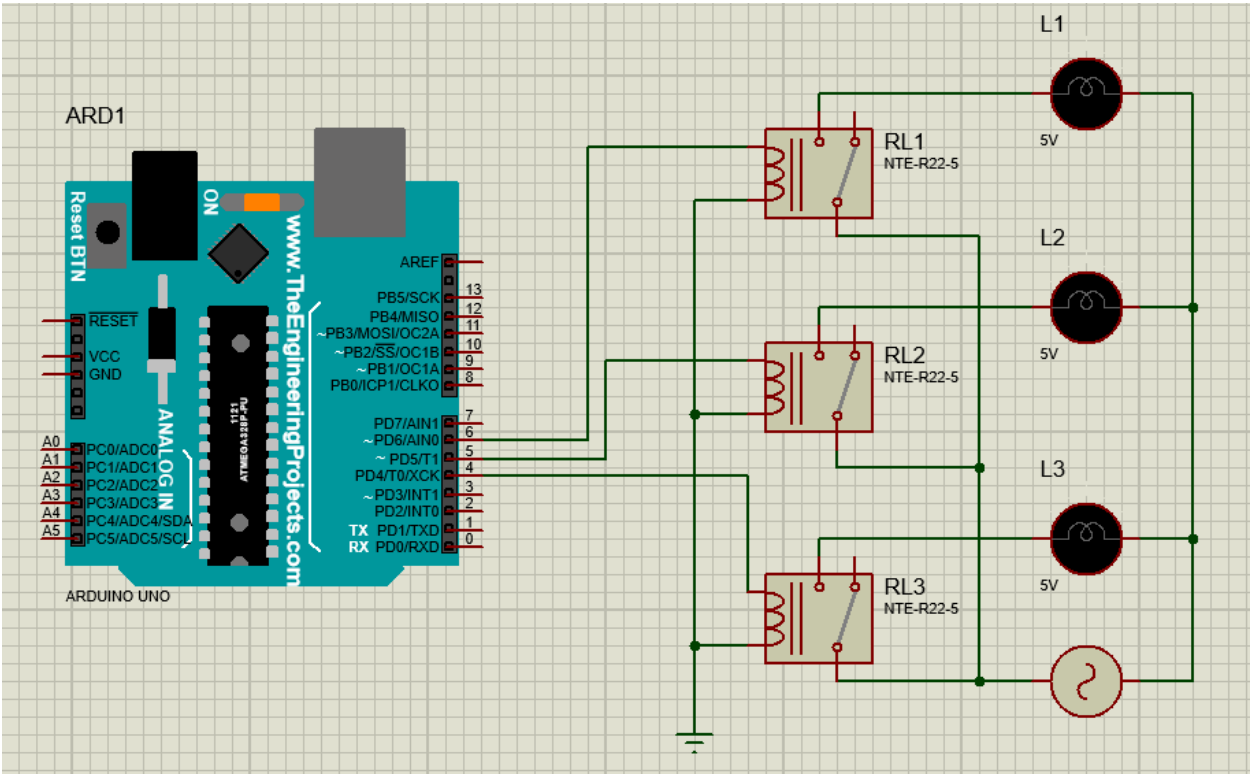 ARD1
ARDUINO UNO
Reset BTN
ON
www.TheEngineeringProjects.com
ANALOG IN
1121
ATMEGA328P-PU
RESET
VCC
GND
A0 PC0/ADC0
A1 PC1/ADC1
A2 PC2/ADC2
A3 PC3/ADC3
A4 PC4/ADC4/SDA
A5 PC5/ADC5/SCL
AREF
PB5/SCK 13
PB4/MISO 12
~PB3/MOSI/OC2A 11
~PB2/SS/OC1B 10
~PB1/OC1A 9
PB0/ICP1/CLKO 8
PD7/AIN1 7
~PD6/AIN0 6
~PD5/T1 5
PD4/T0/XCK 4
~PD3/INT1 3
PD2/INT0 2
TX PD1/TXD 1
RX PD0/RXD 0
RL1
NTE-R22-5
RL2
NTE-R22-5
RL3
NTE-R22-5
L1
5V
L2
5V
L3
5V